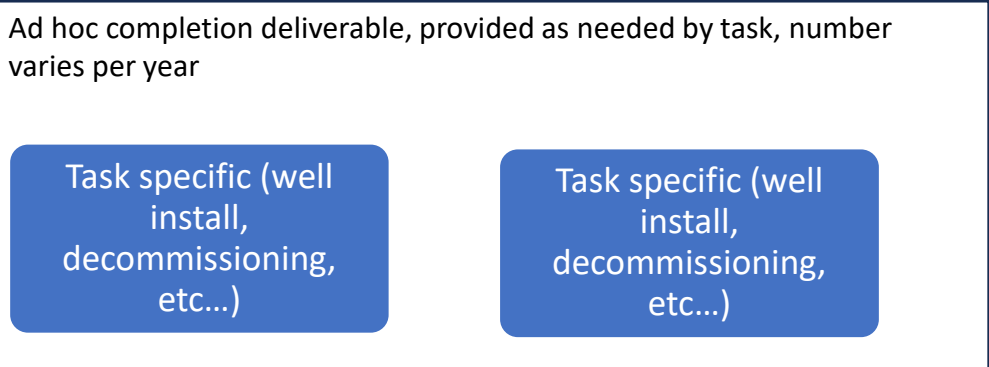 Ad hoc completion deliverable, provided as needed by task, number
varies per year
Task specific (well
install,
decommissioning,
etc…)
Task specific (well
install,
decommissioning,
etc…)